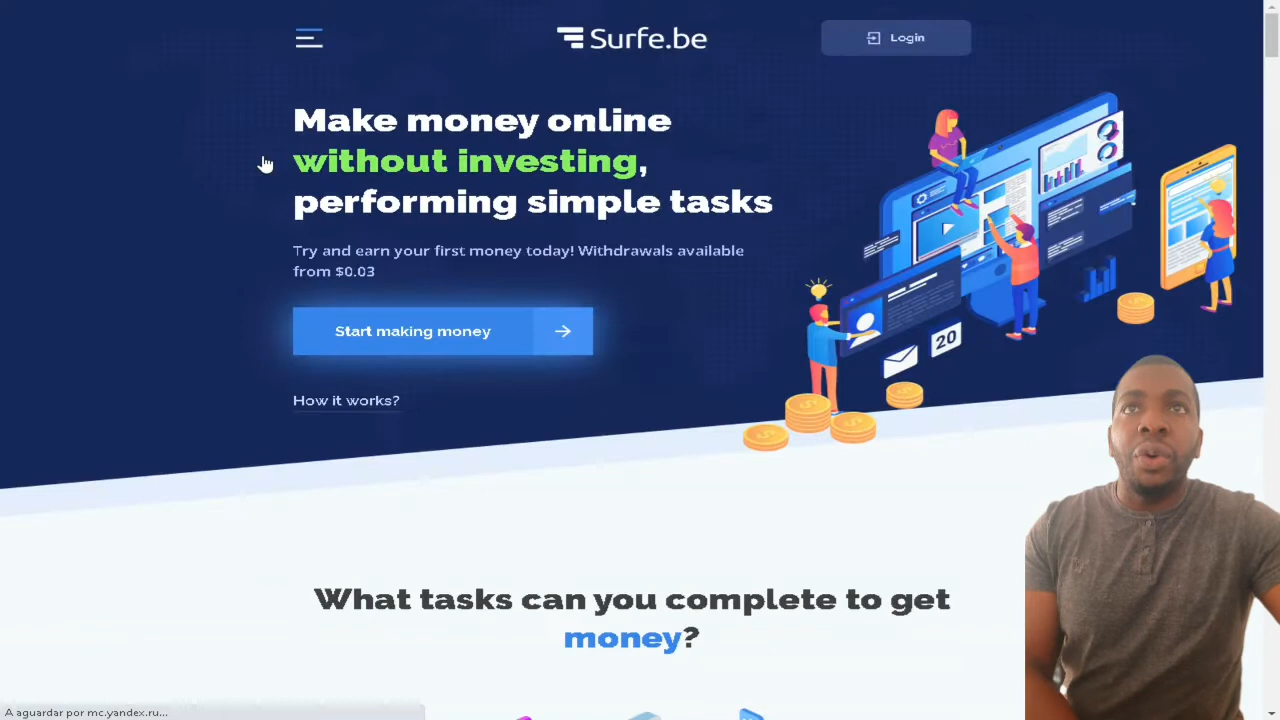 Surfe.be
Login
Make money online
without investing,
performing simple tasks
Try and earn your first money today! Withdrawals available
from $0.03
Start making money
How it works?
20
What tasks can you complete to get
money?
A aguardar por mc.yandex.ru...